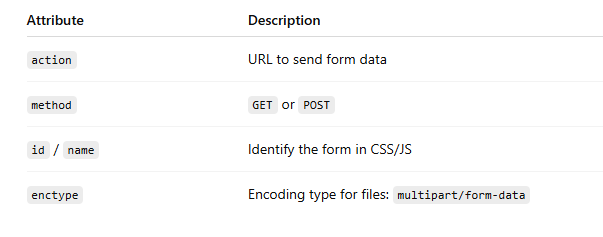 Attribute Description
action URL to send form data
method GET or POST
id / name Identify the form in CSS/JS
enctype Encoding type for files: multipart/form-data